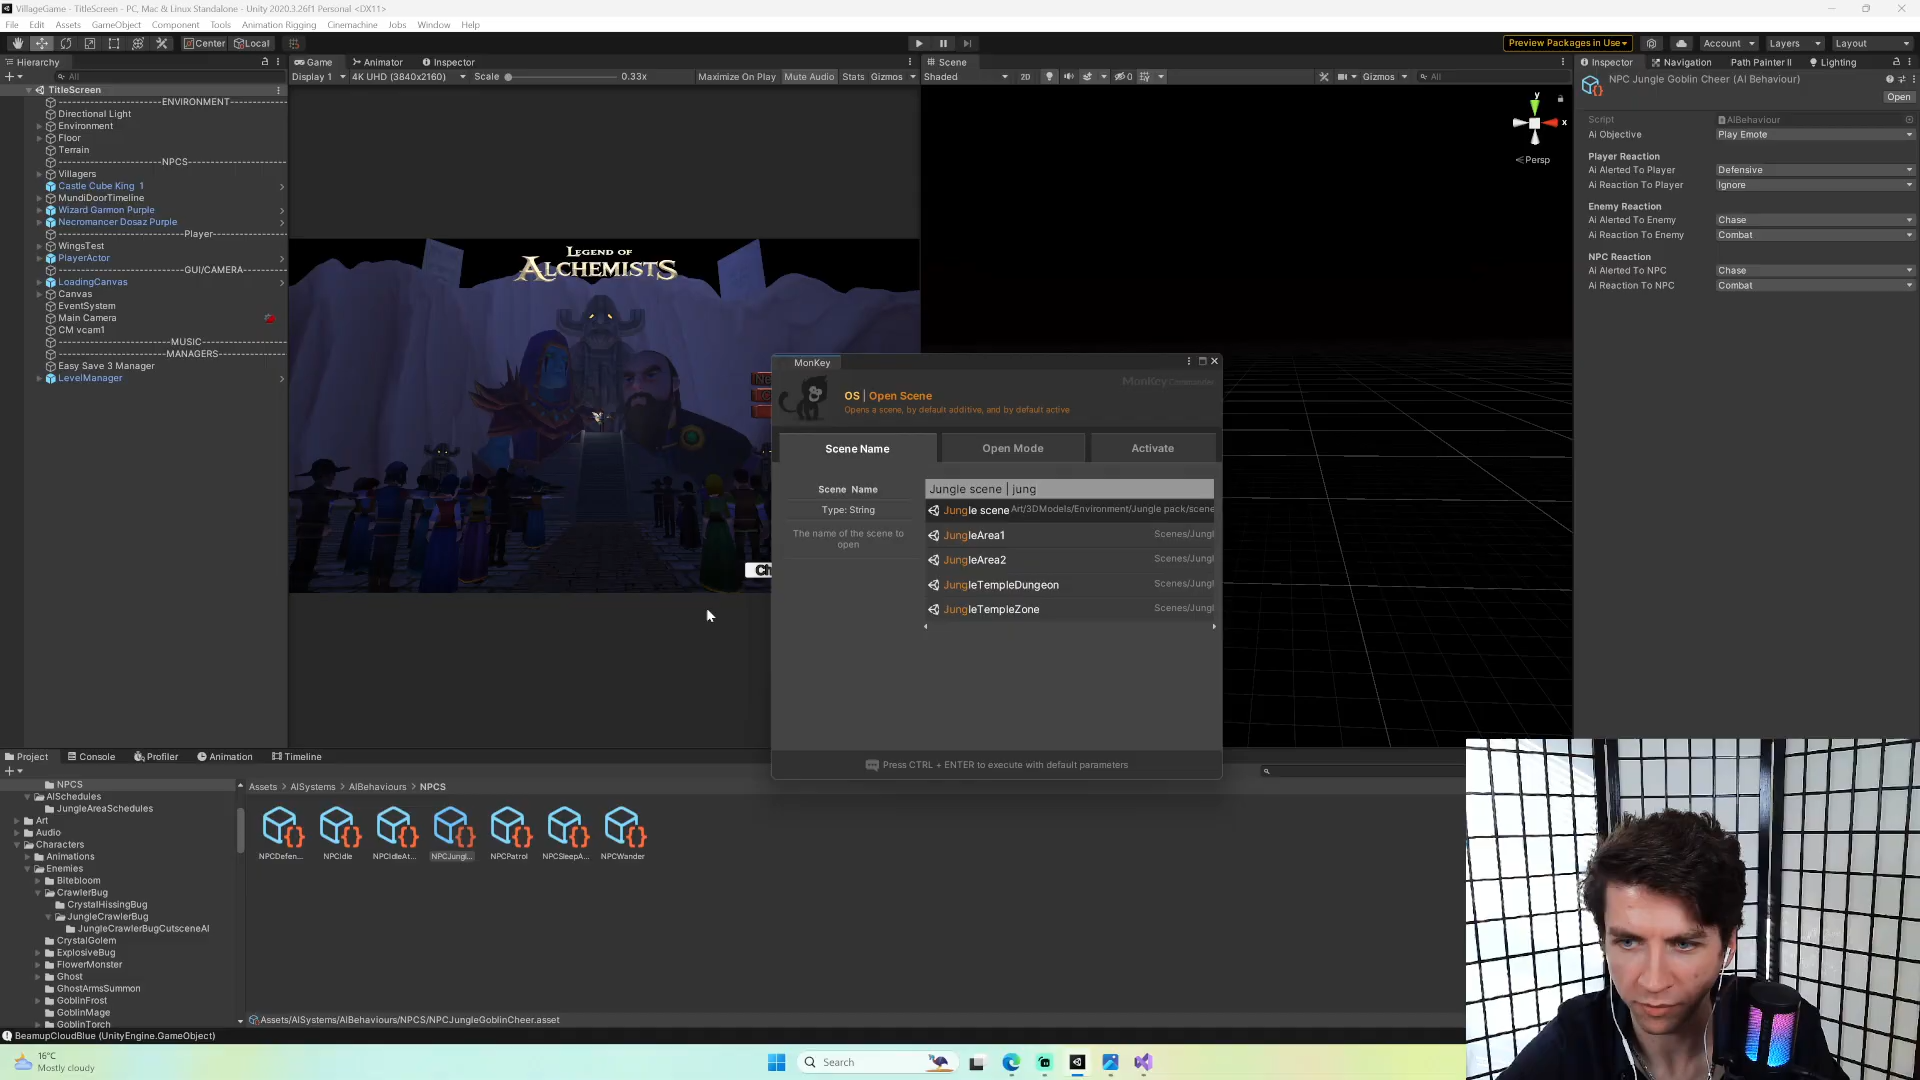 VillageGame - TitleScreen - PC, Mac & Linux Standalone - Unity 2020.3.26f1 Personal <DX11>
File Edit Assets GameObject Component Tools Animation Rigging Cinemachine Jobs Window Help
Center Local
Preview Packages in Use Account Layers Layout
Hierarchy
All
TitleScreen
-----------------------ENVIRONMENT-------------------
Directional Light
Environment
Floor
Terrain
-----------------------NPCS-----------------------
Villagers
Castle Cube King 1
MundiDoorTimeline
Wizard Garmon Purple
Necromancer Dosaz Purple
----------------------------Player----------------------
WingsTest
PlayerActor
----------------------------GUI/CAMERA-----------------
LoadingCanvas
Canvas
EventSystem
Main Camera
CM vcam1
----------------------------MUSIC--------------------
---------------------------MANAGERS----------------
Easy Save 3 Manager
LevelManager
Game Animator Inspector
Display 1 4K UHD (3840x2160) Scale 0.33x Maximize On Play Mute Audio Stats Gizmos
LEGEND OF
ALCHEMISTS
Ne
Ch
Scene
Shaded 2D 0 Gizmos All
y
x
Persp
MonKey
MonKey Commander
OS | Open Scene
Opens a scene, by default additive, and by default active
Scene Name Open Mode Activate
Scene Name
Type: String
The name of the scene to
open
Jungle scene | jung
Jungle scene Art/3DModels/Environment/Jungle pack/scene
JungleArea1 Scenes/Jungl
JungleArea2 Scenes/Jungl
JungleTempleDungeon Scenes/Jungl
JungleTempleZone Scenes/Jungl
Press CTRL + ENTER to execute with default parameters
Inspector Navigation Path Painter II Lighting
NPC Jungle Goblin Cheer (AI Behaviour)
Open
Script AIBehaviour
Ai Objective Play Emote
Player Reaction
Ai Alerted To Player Defensive
Ai Reaction To Player Ignore
Enemy Reaction
Ai Alerted To Enemy Chase
Ai Reaction To Enemy Combat
NPC Reaction
Ai Alerted To NPC Chase
Ai Reaction To NPC Combat
Project Console Profiler Animation Timeline
NPCS
AISchedules
JungleAreaSchedules
Art
Audio
Characters
Animations
Enemies
Bitebloom
CrawlerBug
CrystalHissingBug
JungleCrawlerBug
JungleCrawlerBugCutsceneAI
CrystalGolem
ExplosiveBug
FlowerMonster
Ghost
GhostArmsSummon
GoblinFrost
GoblinMage
GoblinTorch
Assets > AISystems > AIBehaviours > NPCS
NPCDefen... NPCIdle NPCIdleAt... NPCJungl... NPCPatrol NPCSleepA... NPCWander
Assets/AISystems/AIBehaviours/NPCS/NPCJungleGoblinCheer.asset
BeamupCloudBlue (UnityEngine.GameObject)
16°C
Mostly cloudy
Search